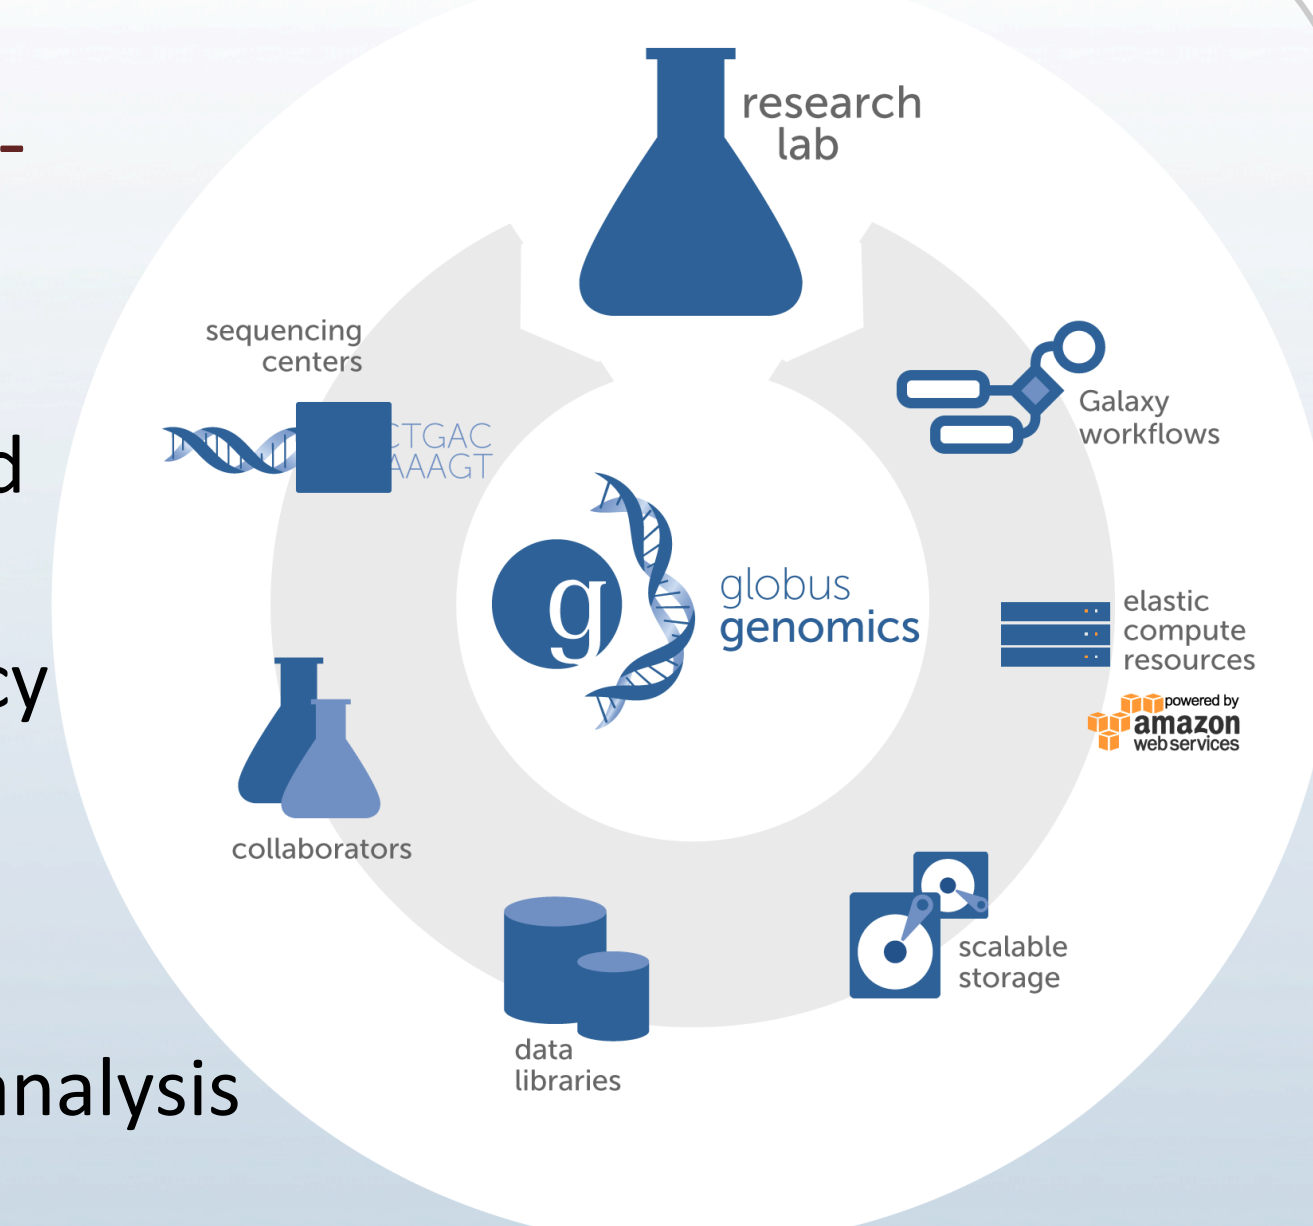 -
research
lab
sequencing
centers
CTGAC
AAAGT
Galaxy
workflows
d
g
globus
genomics
elastic
compute
resources
cy
powered by
amazon
web services
collaborators
scalable
storage
data
libraries
analysis